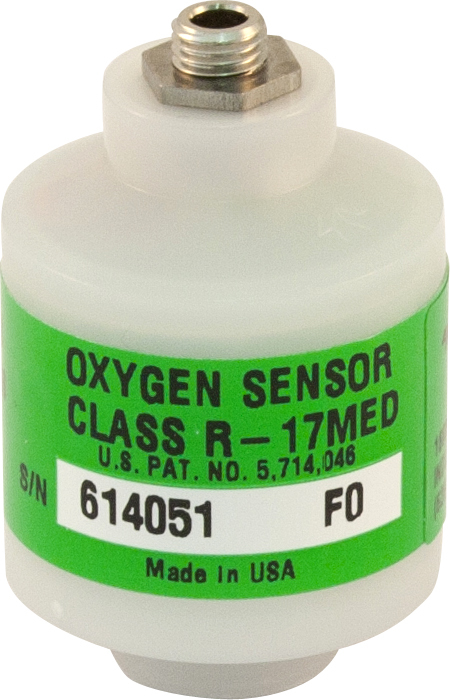 OXYGEN SENSOR
CLASS R-17MED
U.S. PAT. NO. 5,714,046
S/N 614051 F0
Made in USA